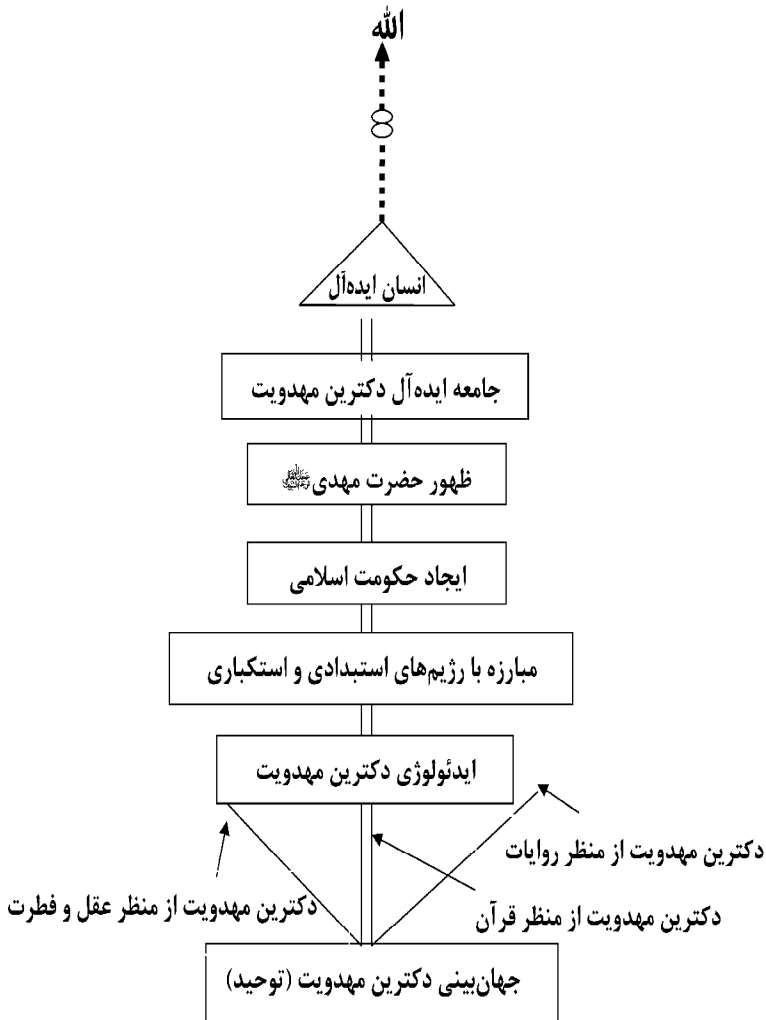 الله
انسان ایده‌آل
جامعه ایده‌آل دکترین مهدویت
ظهور حضرت مهدی
ایجاد حکومت اسلامی
مبارزه با رژیم‌های استبدادی و استکباری
ایدئولوژی دکترین مهدویت
دکترین مهدویت از منظر روایات
دکترین مهدویت از منظر قرآن
دکترین مهدویت از منظر عقل و فطرت
جهان‌بینی دکترین مهدویت (توحید)